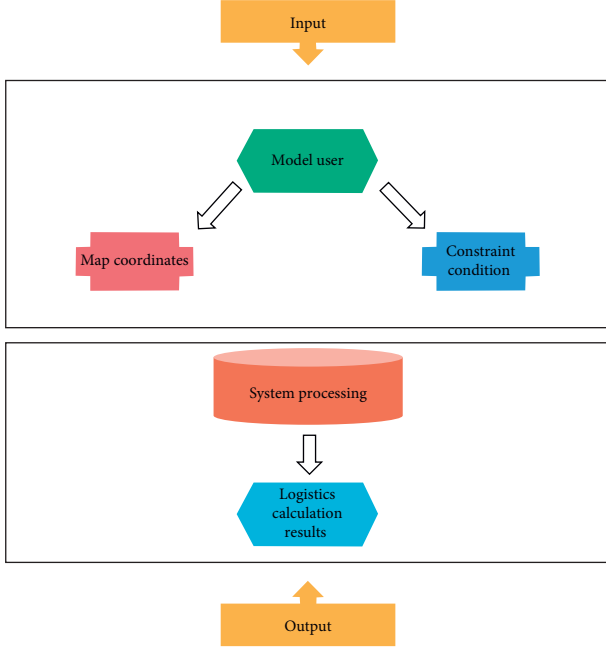 Input
Model user
Map coordinates
Constraint
condition
System processing
Logistics
calculation
results
Output